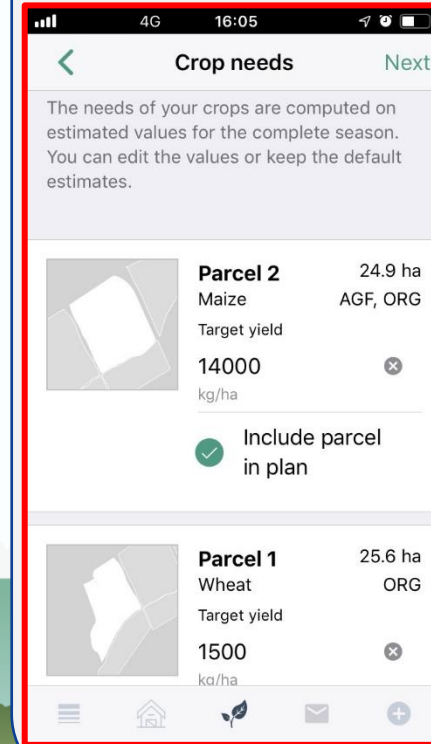 4G 16:05
Crop needs Next
The needs of your crops are computed on
estimated values for the complete season.
You can edit the values or keep the default
estimates.
Parcel 2 24.9 ha
Maize AGF, ORG
Target yield
14000
kg/ha
Include parcel
in plan
Parcel 1 25.6 ha
Wheat ORG
Target yield
1500
kg/ha